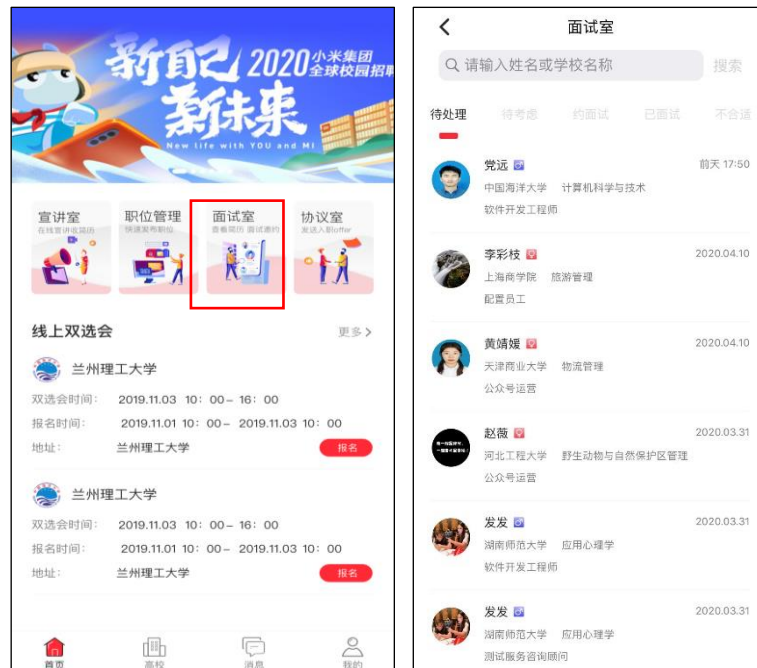 新自己
新未来
2020 小米集团
全球校园招聘
New life with YOU and MI
宣讲室
在线宣讲收简历
职位管理
快速发布职位
面试室
查看简历 面试邀约
协议室
发送入职offer
线上双选会
更多
兰州理工大学
双选会时间: 2019.11.03 10: 00- 16: 00
报名时间: 2019.11.01 10: 00- 2019.11.03 10: 00
地址: 兰州理工大学
报名
兰州理工大学
双选会时间: 2019.11.03 10: 00- 16: 00
报名时间: 2019.11.01 10: 00- 2019.11.03 10: 00
地址: 兰州理工大学
报名
首页 高校 消息 我的
面试室
请输入姓名或学校名称 搜索
待处理 待考虑 约面试 已面试 不合适
党远 前天 17:50
中国海洋大学 计算机科学与技术
软件开发工程师
李彩枝 2020.04.10
上海商学院 旅游管理
配置员工
黄靖媛 2020.04.10
天津商业大学 物流管理
公众号运营
赵薇 2020.03.31
河北工程大学 野生动物与自然保护区管理
公众号运营
发发 2020.03.31
湖南师范大学 应用心理学
软件开发工程师
发发 2020.03.31
湖南师范大学 应用心理学
测试服务咨询顾问